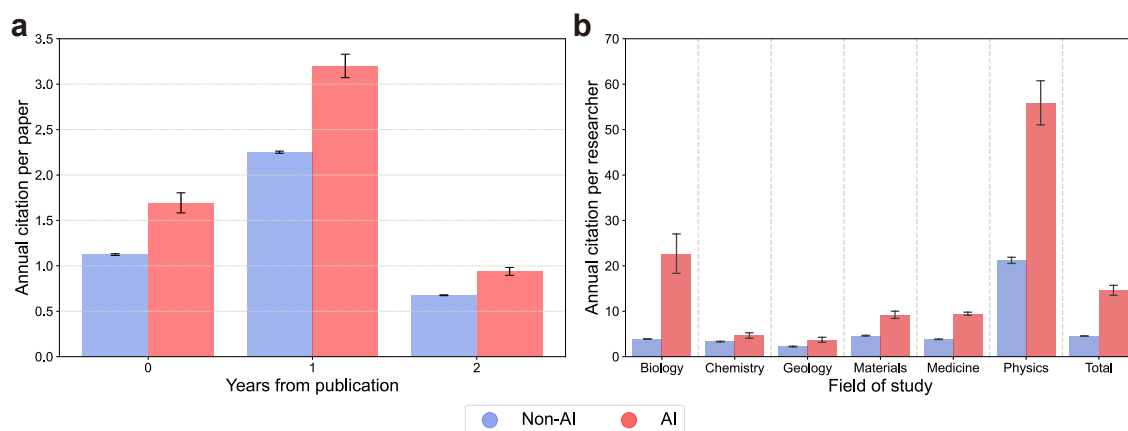 a
3.5
3.0
2.5
2.0
1.5
1.0
0.5
0.0
Annual citation per paper
0 1 2
Years from publication
b
70
60
50
40
30
20
10
0
Annual citation per researcher
Biology Chemistry Geology Materials Medicine Physics Total
Field of study
Non-AI AI